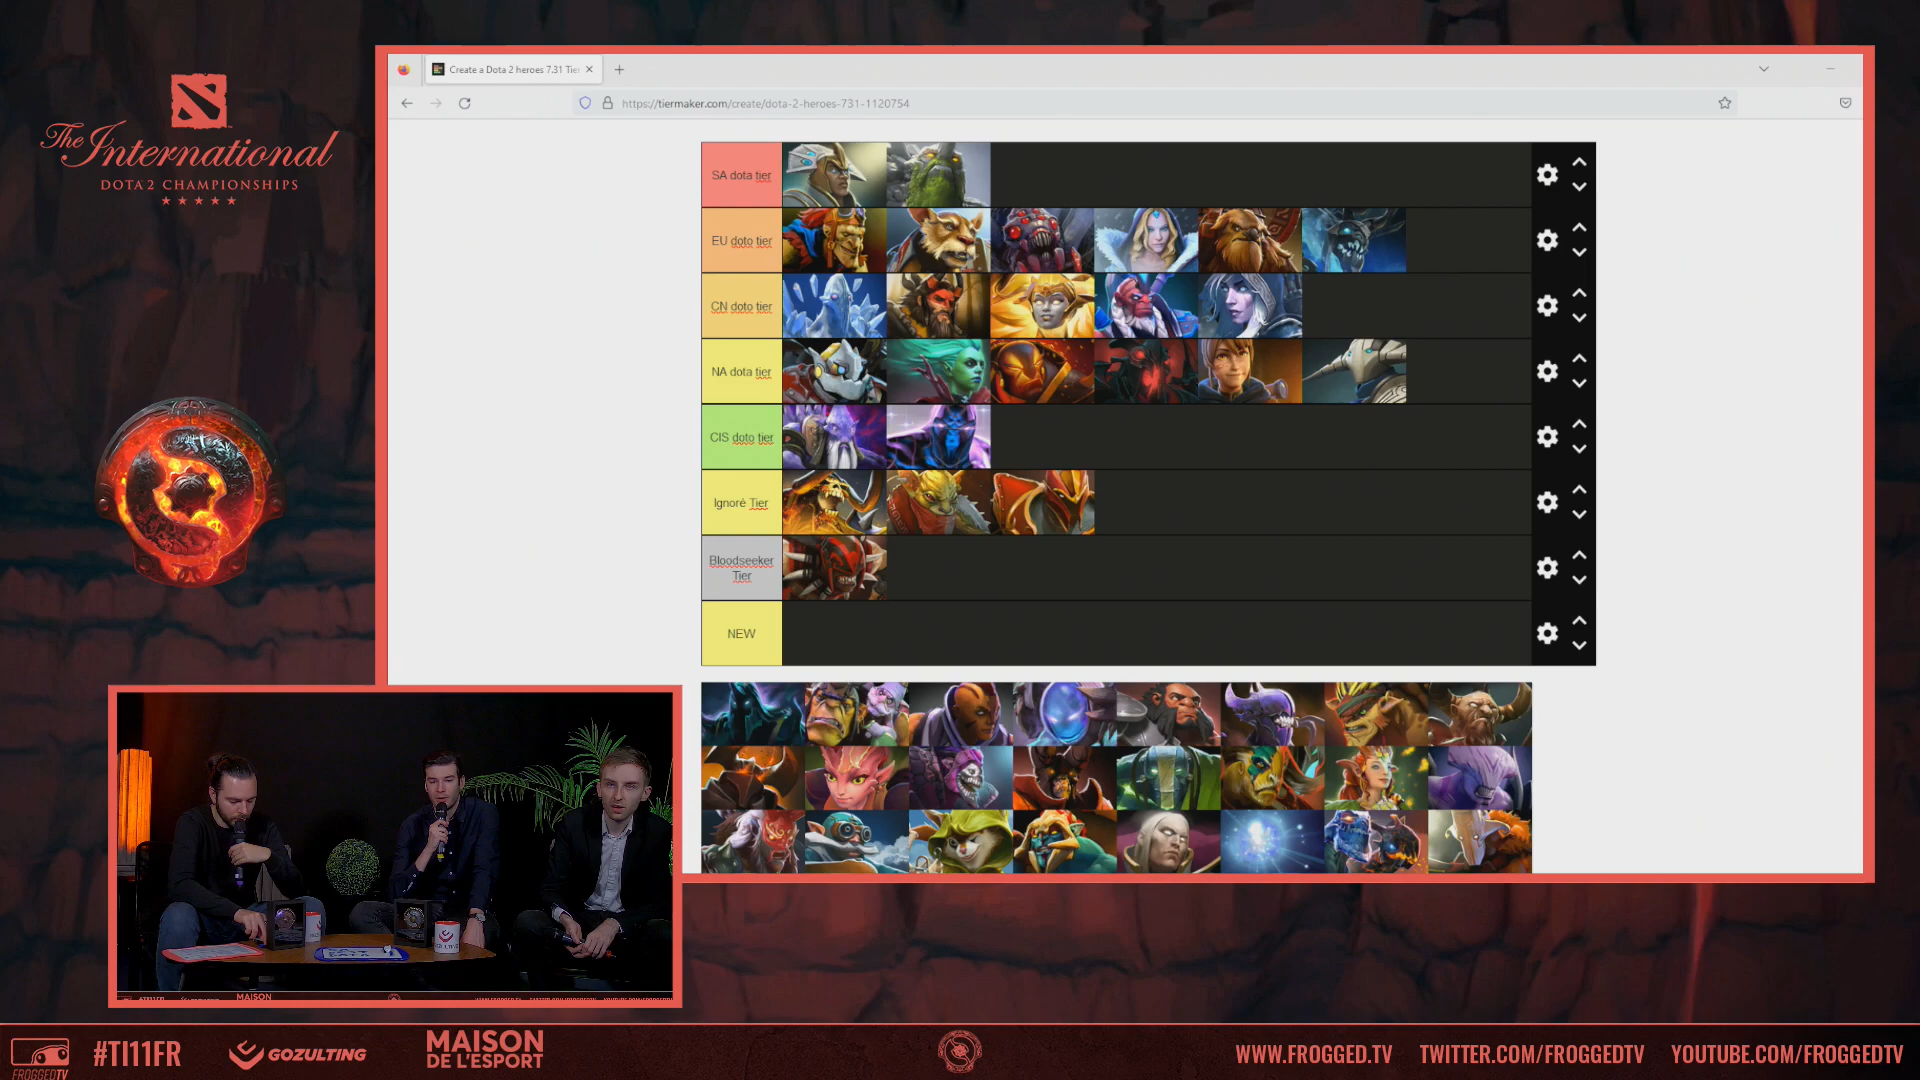 Create a Dota 2 heroes 7.31 Tie
https://tiermaker.com/create/dota-2-heroes-731-1120754
The International
DOTA 2 CHAMPIONSHIPS
SA dota tier
EU doto tier
CN doto tier
NA dota tier
CIS doto tier
Ignoré Tier
Bloodseeker
Tier
NEW
MAISON
FROGGEDTV
#TI11FR
GOZULTING
MAISON
DE L'ESPORT
WWW.FROGGED.TV
TWITTER.COM/FROGGEDTV
YOUTUBE.COM/FROGGEDTV